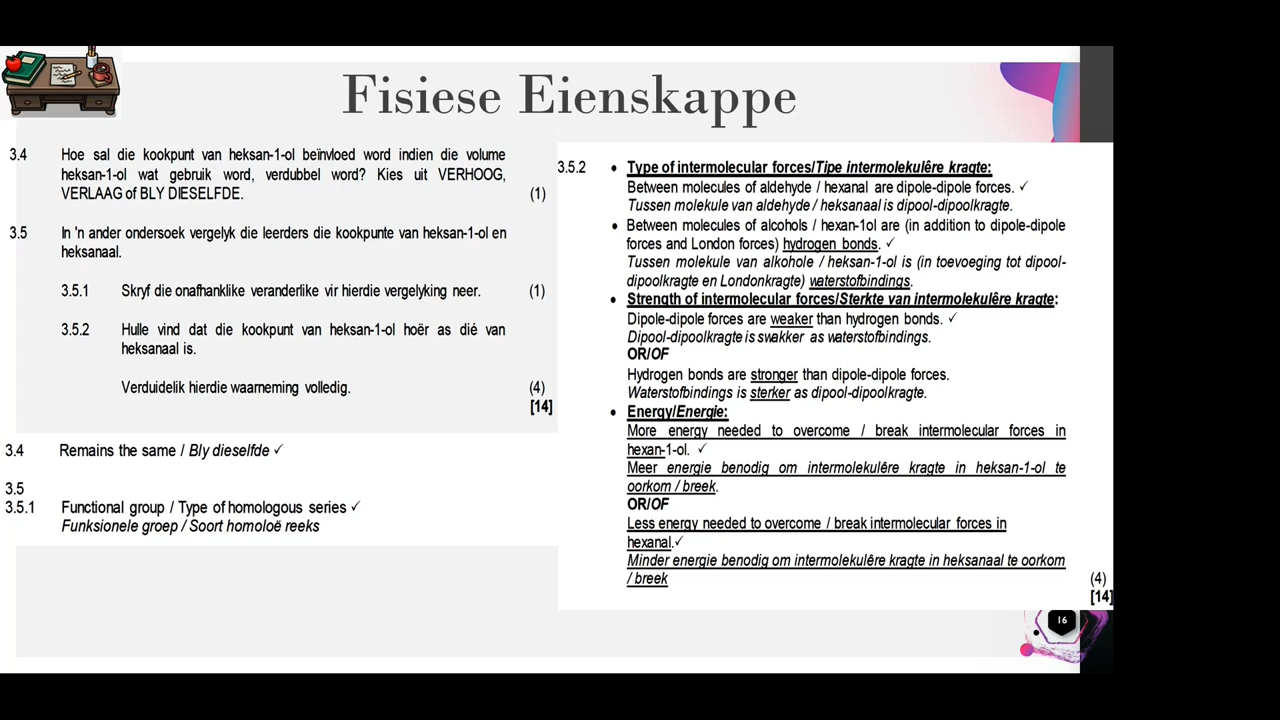 Fisiese Eienskappe
3.4 Hoe sal die kookpunt van heksan-1-ol beïnvloed word indien die volume
heksan-1-ol wat gebruik word, verdubbel word? Kies uit VERHOOG,
VERLAAG of BLY DIESELFDE. (1)
3.5 In 'n ander ondersoek vergelyk die leerders die kookpunte van heksan-1-ol en
heksanaal.
3.5.1 Skryf die onafhanklike veranderlike vir hierdie vergelyking neer. (1)
3.5.2 Hulle vind dat die kookpunt van heksan-1-ol hoër as dié van
heksanaal is.
Verduidelik hierdie waarneming volledig. (4)
[14]
3.4 Remains the same / Bly dieselfde ✓
3.5
3.5.1 Functional group / Type of homologous series ✓
Funksionele groep / Soort homoloë reeks
3.5.2 • Type of intermolecular forces/Tipe intermolekulêre kragte:
Between molecules of aldehyde / hexanal are dipole-dipole forces. ✓
Tussen molekule van aldehyde / heksanaal is dipool-dipoolkragte.
• Between molecules of alcohols / hexan-1ol are (in addition to dipole-dipole
forces and London forces) hydrogen bonds. ✓
Tussen molekule van alkohole / heksan-1-ol is (in toevoeging tot dipool-
dipoolkragte en Londonkragte) waterstofbindings.
• Strength of intermolecular forces/Sterkte van intermolekulêre kragte:
Dipole-dipole forces are weaker than hydrogen bonds. ✓
Dipool-dipoolkragte is swakker as waterstofbindings.
OR/OF
Hydrogen bonds are stronger than dipole-dipole forces.
Waterstofbindings is sterker as dipool-dipoolkragte.
• Energy/Energie:
More energy needed to overcome / break intermolecular forces in
hexan-1-ol. ✓
Meer energie benodig om intermolekulêre kragte in heksan-1-ol te
oorkom / breek.
OR/OF
Less energy needed to overcome / break intermolecular forces in
hexanal.✓
Minder energie benodig om intermolekulêre kragte in heksanaal te oorkom
/ breek (4)
[14]
16